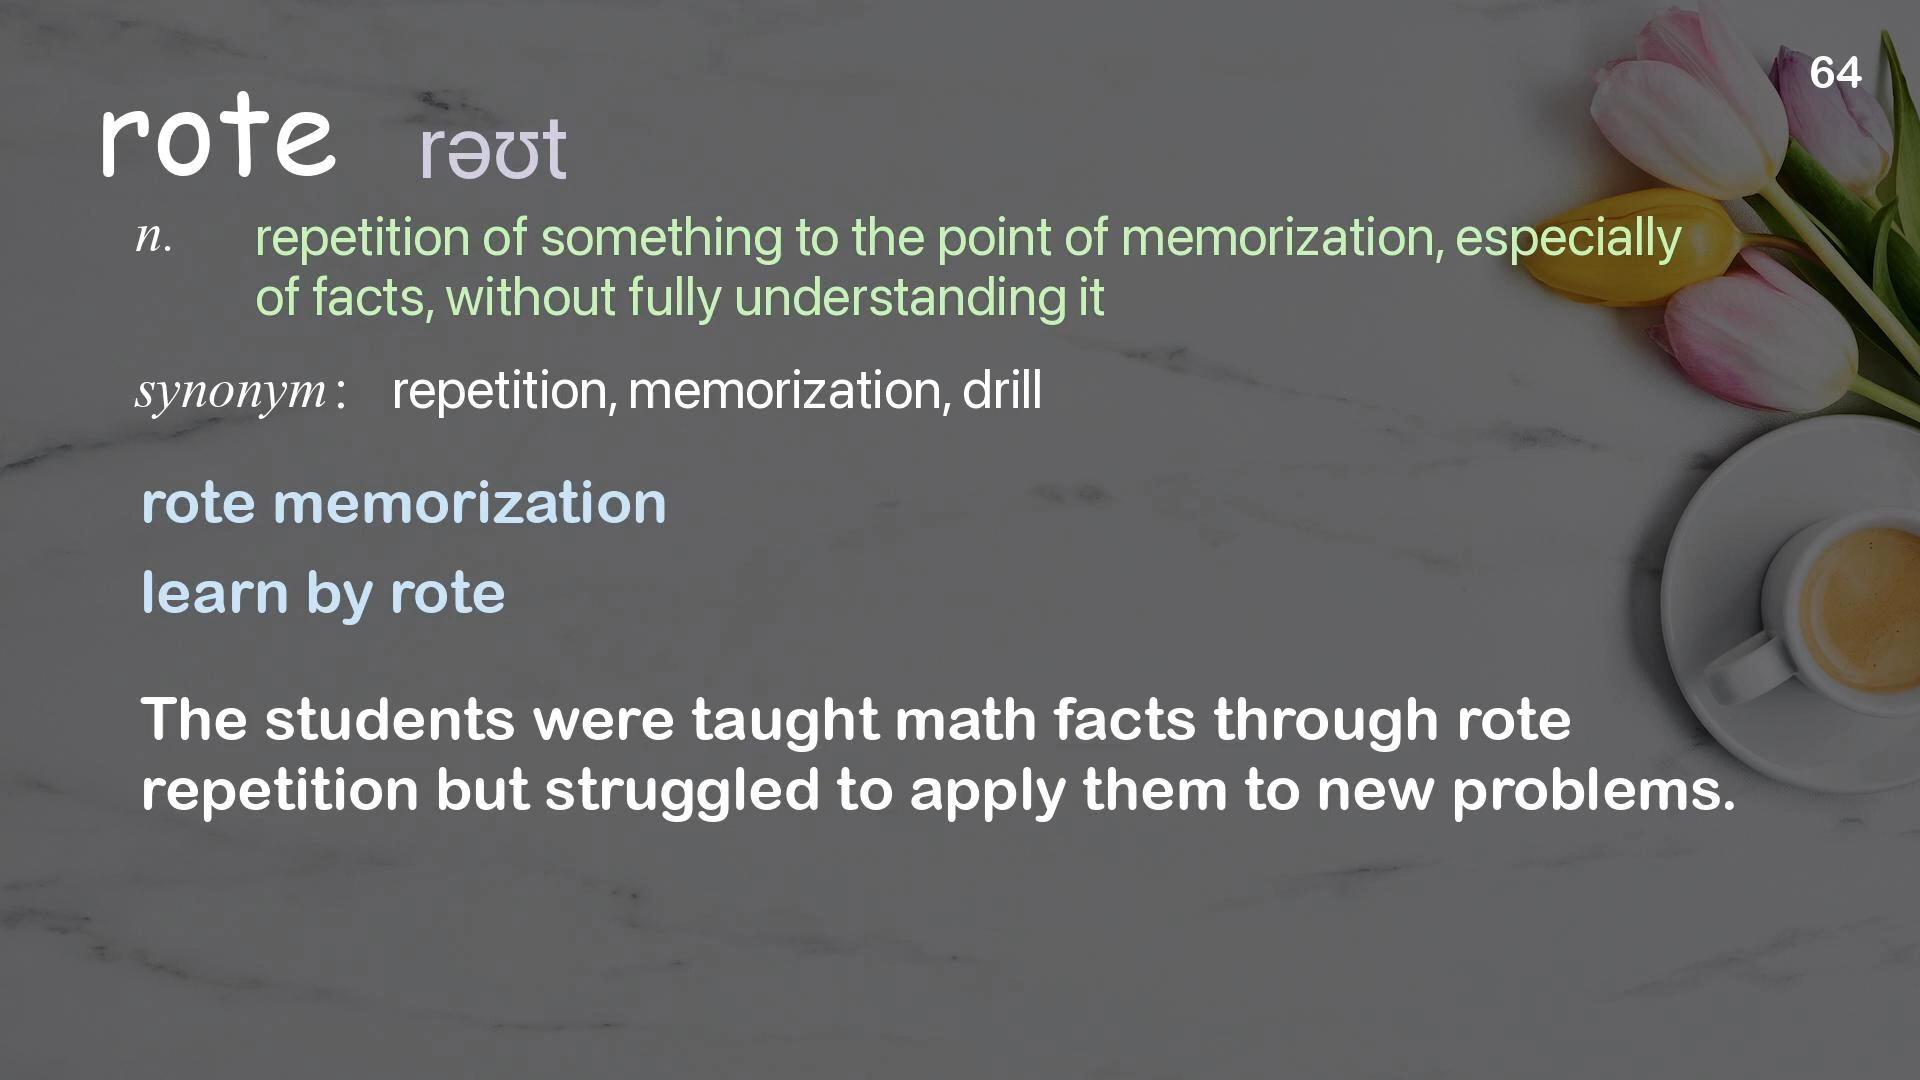 64
rote rəʊt
n. repetition of something to the point of memorization, especially
of facts, without fully understanding it
synonym: repetition, memorization, drill
rote memorization
learn by rote
The students were taught math facts through rote
repetition but struggled to apply them to new problems.